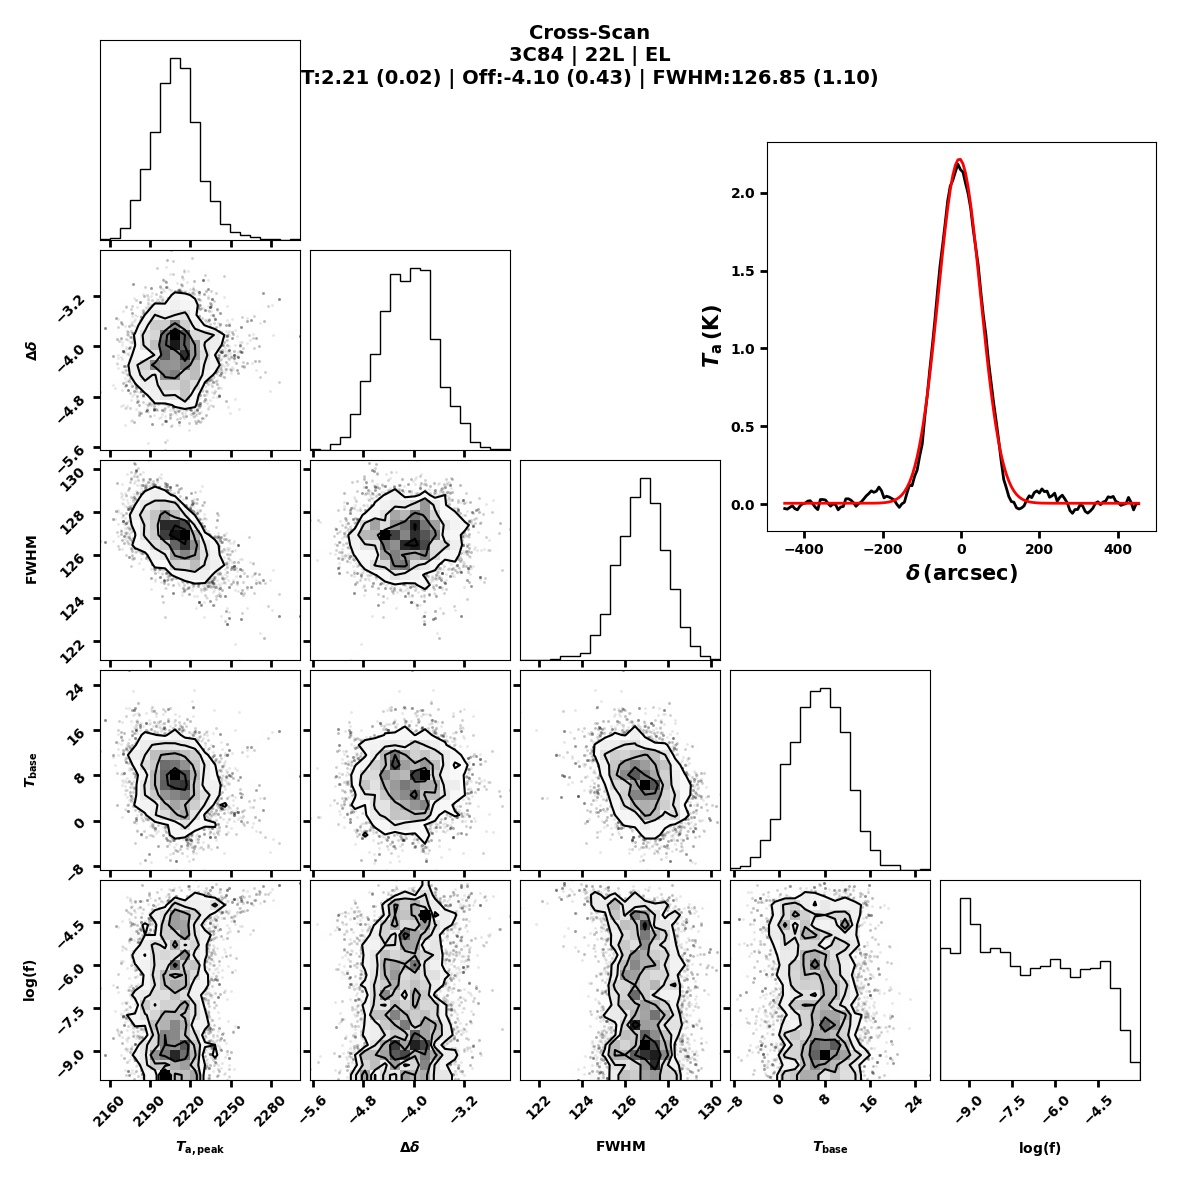 Cross-Scan
3C84 | 22L | EL
T:2.21 (0.02) | Off:-4.10 (0.43) | FWHM:126.85 (1.10)
2.0
1.5
1.0
0.5
0.0
T_a (K)
−400 −200 0 200 400
δ (arcsec)
Δδ
−3.2
−4.0
−4.8
−5.6
FWHM
130
128
126
124
122
T_base
24
16
8
0
−8
log(f)
−4.5
−6.0
−7.5
−9.0
2160 2190 2220 2250 2280
−5.6 −4.8 −4.0 −3.2
122 124 126 128 130
−8 0 8 16 24
−9.0 −7.5 −6.0 −4.5
T_a,peak Δδ FWHM T_base log(f)